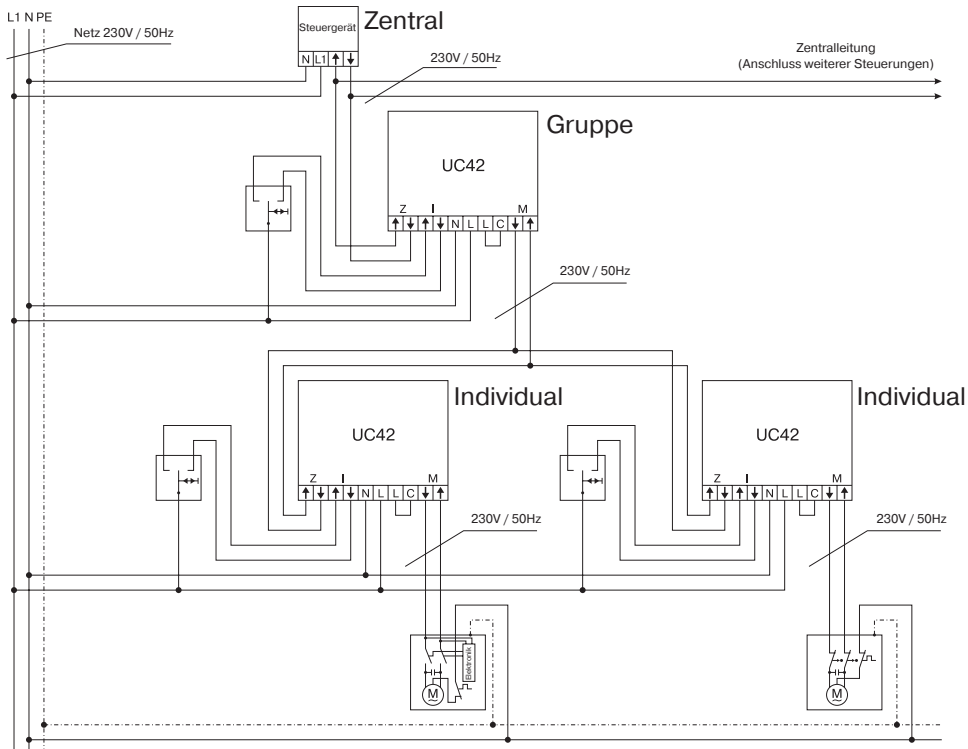 L1 N PE
Netz 230V / 50Hz
Steuergerät
Zentral
N L1
230V / 50Hz
Zentralleitung
(Anschluss weiterer Steuerungen)
Gruppe
UC42
Z I M
N L L C
230V / 50Hz
Individual
UC42
Z I M
N L L C
230V / 50Hz
Elektronik
M
Individual
UC42
Z I M
N L L C
230V / 50Hz
M